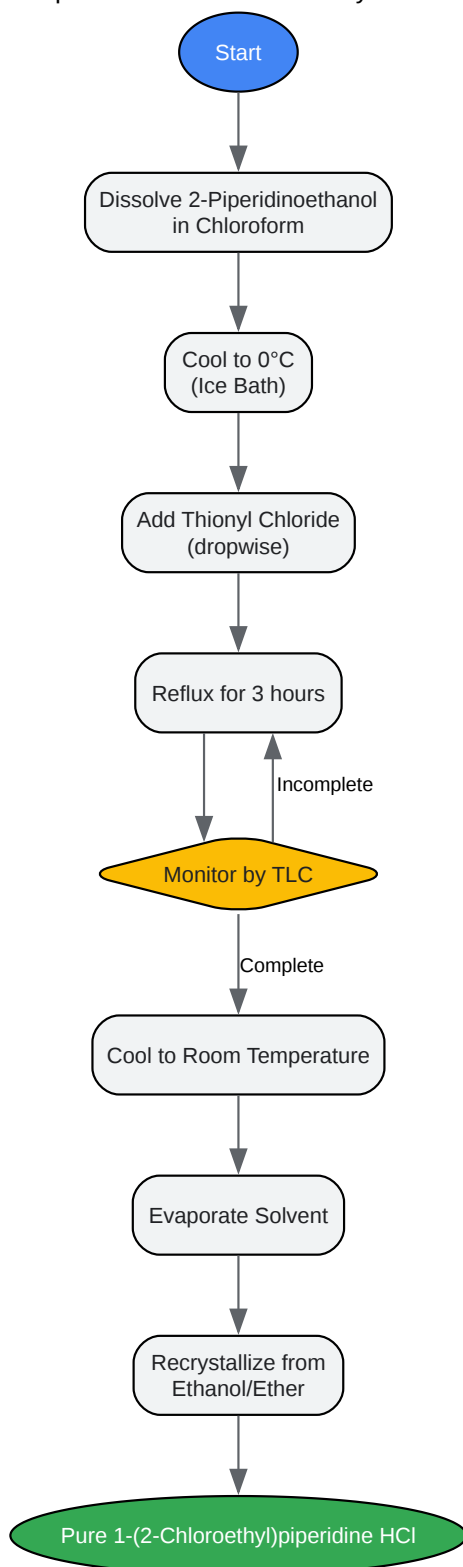 Start
Dissolve 2-Piperidinoethanol
in Chloroform
Cool to 0°C
(Ice Bath)
Add Thionyl Chloride
(dropwise)
Reflux for 3 hours
Incomplete
Monitor by TLC
Complete
Cool to Room Temperature
Evaporate Solvent
Recrystallize from
Ethanol/Ether
Pure 1-(2-Chloroethyl)piperidine HCl